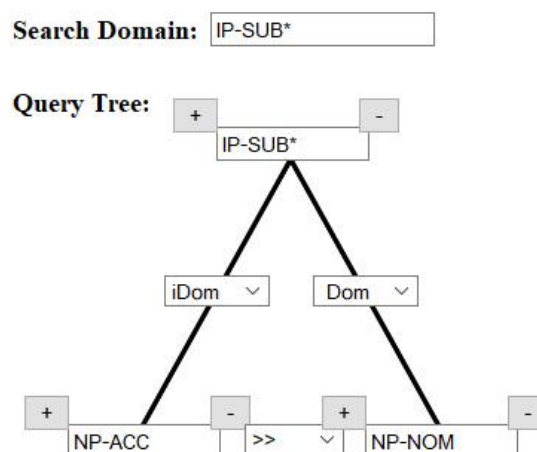 Search Domain: IP-SUB*
Query Tree:
+ -
IP-SUB*
iDom Dom
+ - + -
NP-ACC >> NP-NOM